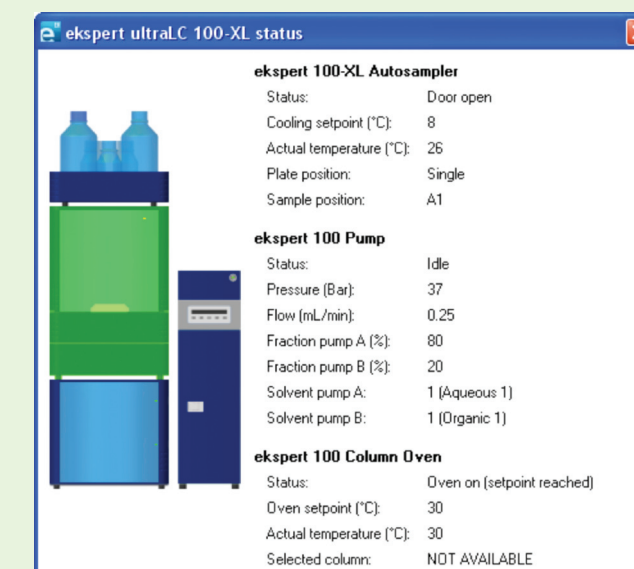 ekspert ultraLC 100-XL status
ekspert 100-XL Autosampler
Status: Door open
Cooling setpoint (°C): 8
Actual temperature (°C): 26
Plate position: Single
Sample position: A1
ekspert 100 Pump
Status: Idle
Pressure (Bar): 37
Flow (mL/min): 0.25
Fraction pump A (%): 80
Fraction pump B (%): 20
Solvent pump A: 1 (Aqueous 1)
Solvent pump B: 1 (Organic 1)
ekspert 100 Column Oven
Status: Oven on (setpoint reached)
Oven setpoint (°C): 30
Actual temperature (°C): 30
Selected column: NOT AVAILABLE